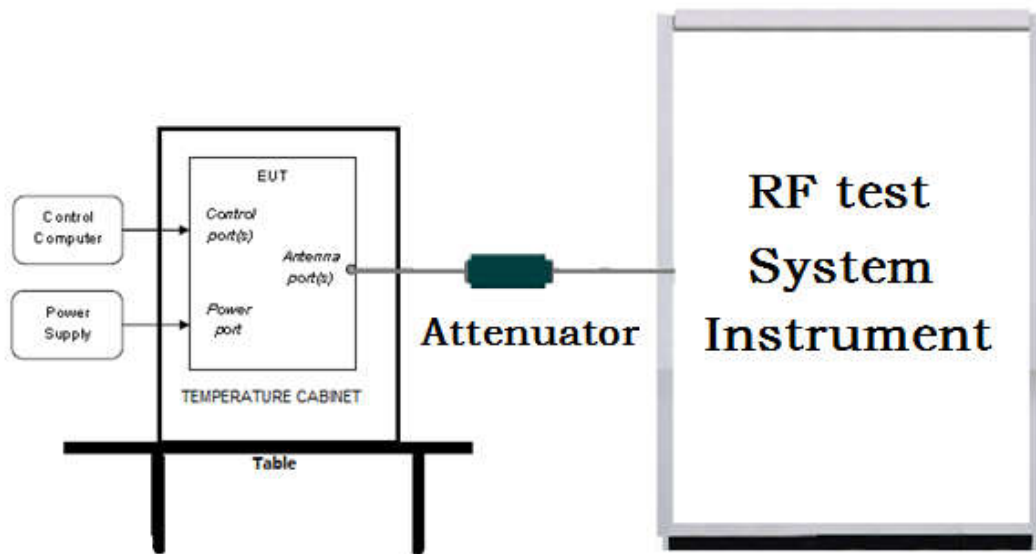 Control
Computer
Power
Supply
EUT
Control
port(s)
Antenna
port(s)
Power
port
TEMPERATURE CABINET
Table
Attenuator
RF test
System
Instrument